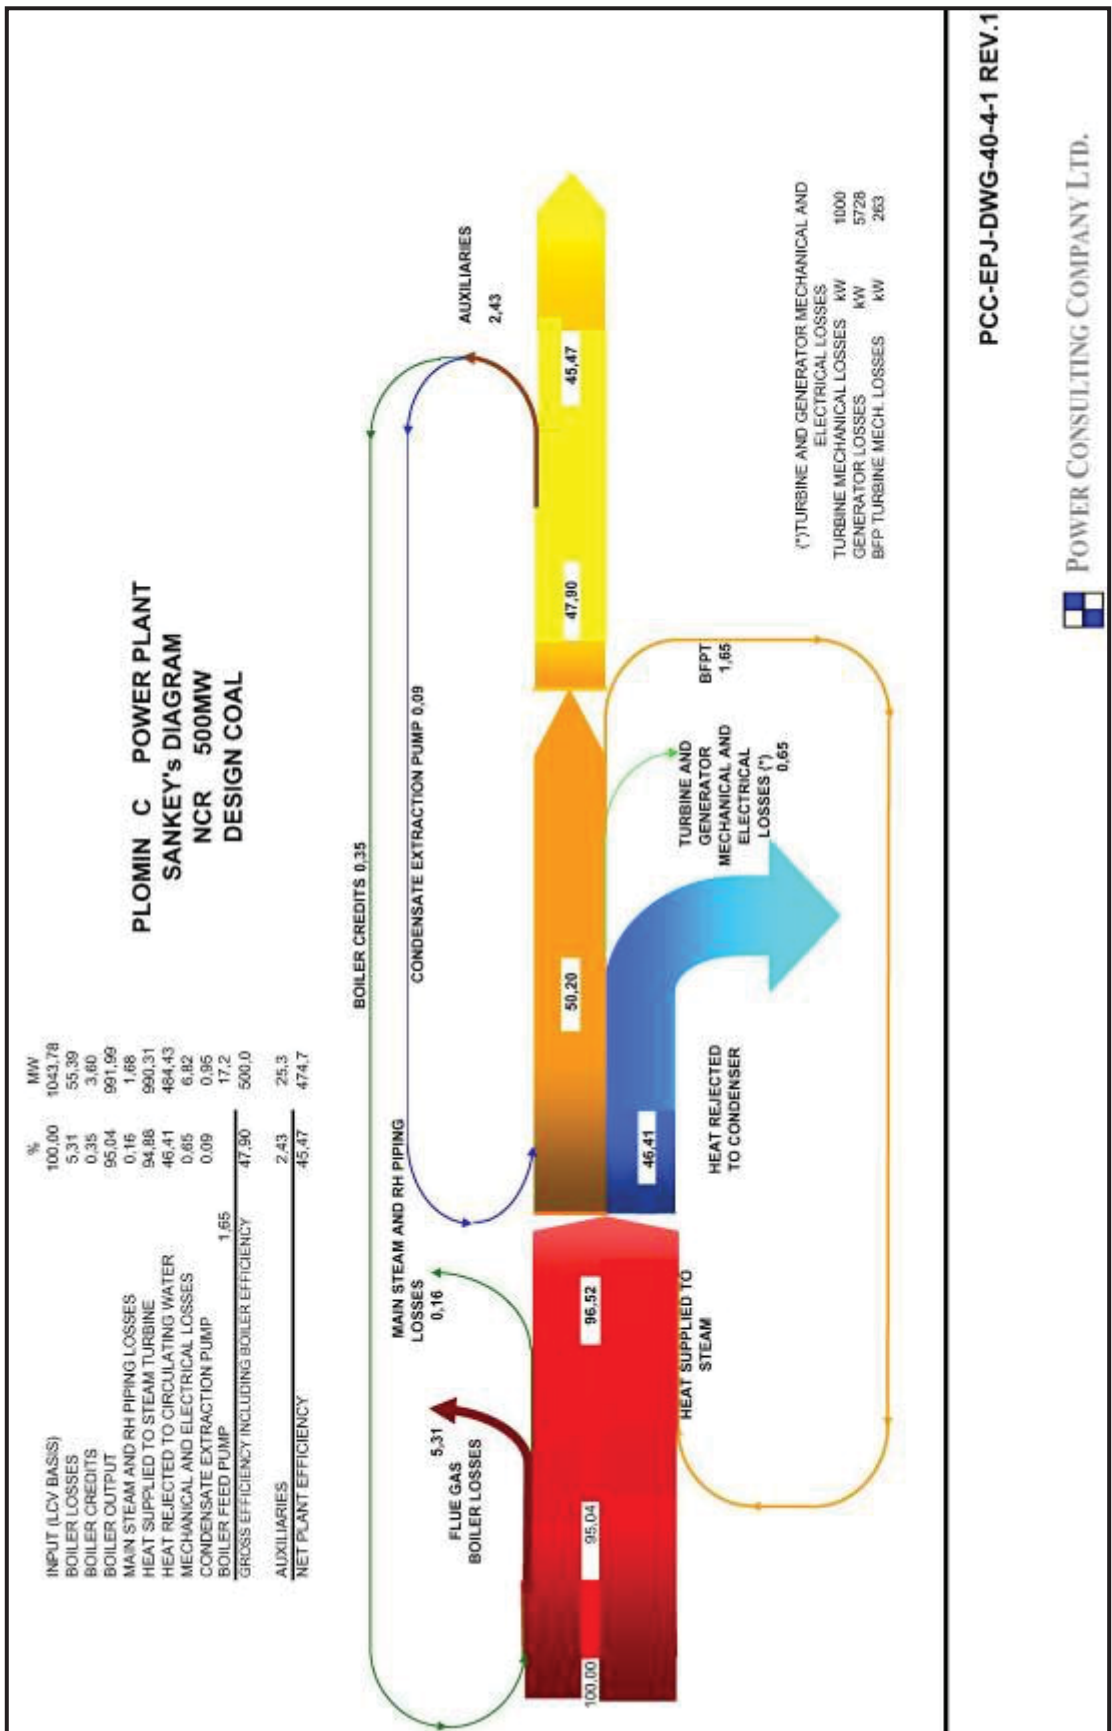 PLOMIN C POWER PLANT
SANKEY's DIAGRAM
NCR 500MW
DESIGN COAL
% MW
INPUT (LCV BASIS) 100,00 1043,78
BOILER LOSSES 5,31 55,39
BOILER CREDITS 0,35 3,60
BOILER OUTPUT 95,04 991,99
MAIN STEAM AND RH PIPING LOSSES 0,16 1,68
HEAT SUPPLIED TO STEAM TURBINE 94,88 990,31
HEAT REJECTED TO CIRCULATING WATER 46,41 484,43
MECHANICAL AND ELECTRICAL LOSSES 0,65 6,82
CONDENSATE EXTRACTION PUMP 0,09 0,95
BOILER FEED PUMP 1,65 17,2
GROSS EFFICIENCY INCLUDING BOILER EFFICIENCY 47,90 500,0
AUXILIARIES 2,43 25,3
NET PLANT EFFICIENCY 45,47 474,7
BOILER CREDITS 0,35
CONDENSATE EXTRACTION PUMP 0,09
AUXILIARIES
2,43
MAIN STEAM AND RH PIPING
LOSSES
0,16
5,31
FLUE GAS
BOILER LOSSES
100,00
95,04
96,52
50,20
47,90
45,47
46,41
HEAT SUPPLIED TO
STEAM
HEAT REJECTED
TO CONDENSER
TURBINE AND
GENERATOR
MECHANICAL AND
ELECTRICAL
LOSSES (*)
0,65
BFPT
1,65
(*)TURBINE AND GENERATOR MECHANICAL AND
ELECTRICAL LOSSES
TURBINE MECHANICAL LOSSES kW 1000
GENERATOR LOSSES kW 5728
BFP TURBINE MECH. LOSSES kW 263
PCC-EPJ-DWG-40-4-1 REV.1
POWER CONSULTING COMPANY LTD.